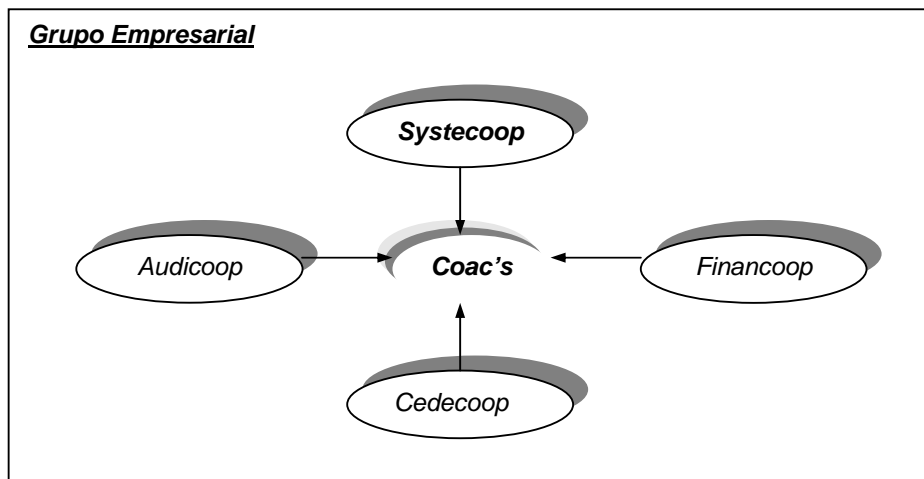 Grupo Empresarial
Systecoop
Audicoop
Coac’s
Financoop
Cedecoop